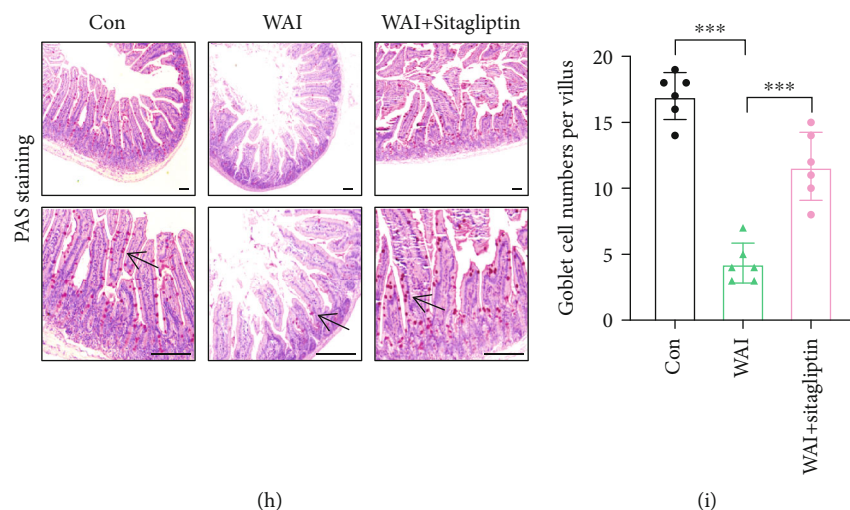 Con WAI WAI+Sitagliptin
PAS staining
(h)
***
***
Goblet cell numbers per villus
20
15
10
5
0
Con
WAI
WAI+sitagliptin
(i)